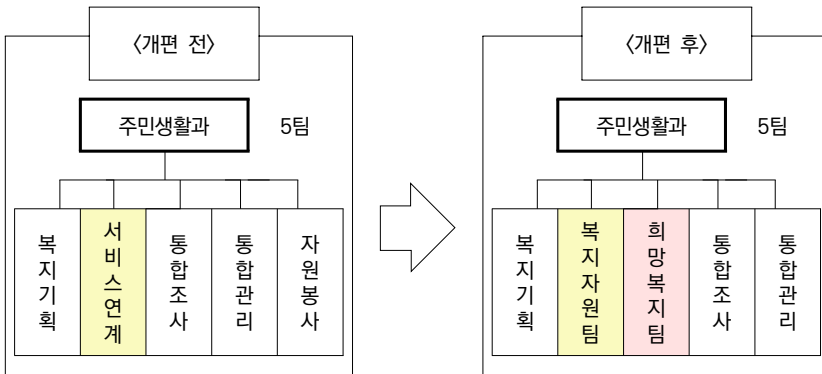 〈개편 전〉
주민생활과
5팀
복지기획
서비스연계
통합조사
통합관리
자원봉사
〈개편 후〉
주민생활과
5팀
복지기획
복지자원팀
희망복지팀
통합조사
통합관리